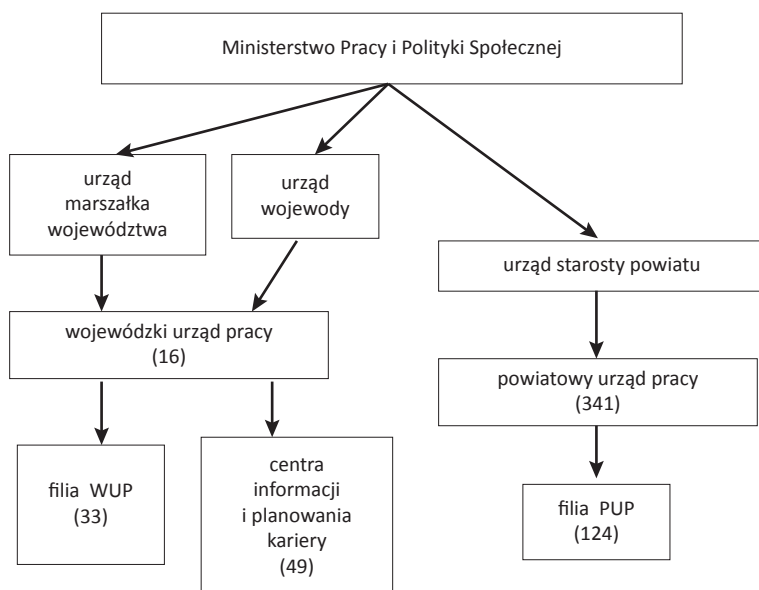 Ministerstwo Pracy i Polityki Społecznej
urząd
marszałka
województwa
urząd
wojewody
urząd starosty powiatu
wojewódzki urząd pracy
(16)
powiatowy urząd pracy
(341)
filia WUP
(33)
centra
informacji
i planowania
kariery
(49)
filia PUP
(124)